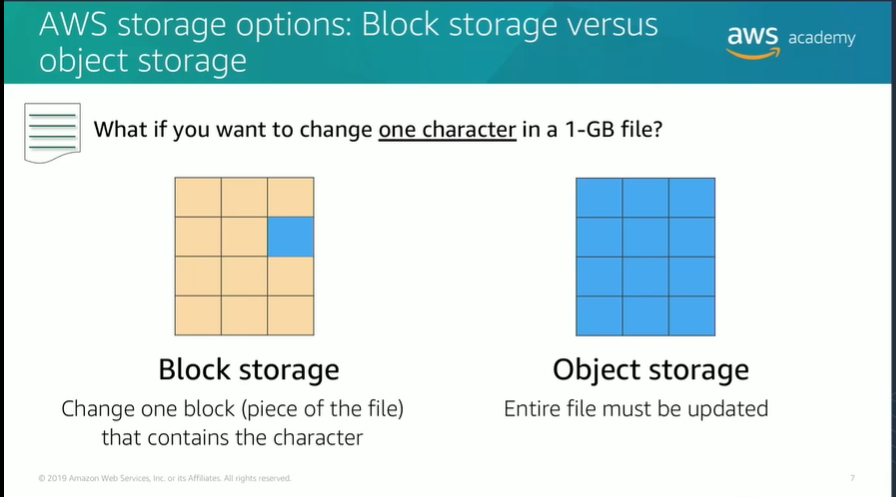 AWS storage options: Block storage versus
object storage
aws academy
What if you want to change one character in a 1-GB file?
Block storage
Change one block (piece of the file)
that contains the character
Object storage
Entire file must be updated
© 2019 Amazon Web Services, Inc. or its Affiliates. All rights reserved.
7